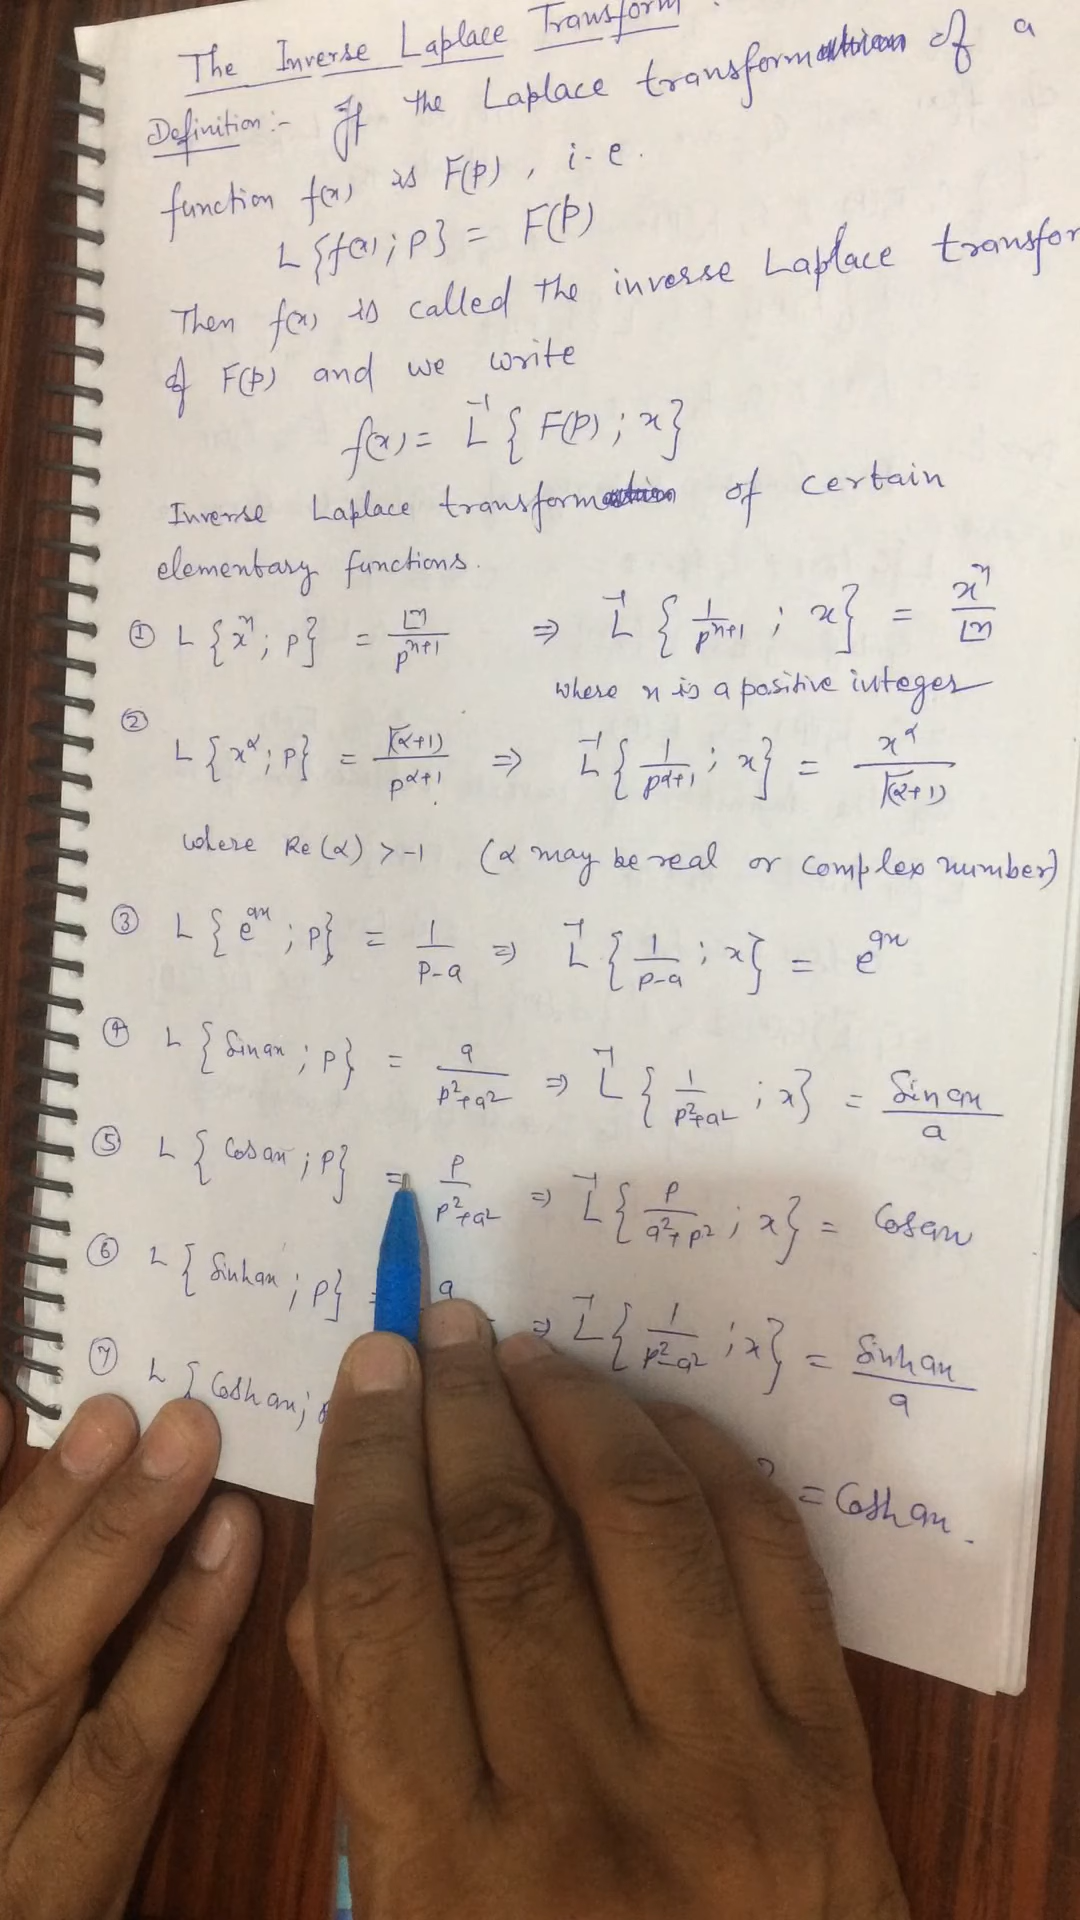 The Inverse Laplace Transform
Definition:- If the Laplace transform of a
function f(x) is F(p), i.e.
L{f(x);p} = F(p)
Then f(x) is called the inverse Laplace transfor
of F(p) and we write
f(x) = L⁻¹{F(p); x}
Inverse Laplace transform of certain
elementary functions.
① L{xⁿ; p} = ⌊n / pⁿ⁺¹ ⇒ L⁻¹{1/pⁿ⁺¹ ; x} = xⁿ/⌊n
where n is a positive integer
② L{x^α; p} = Γ(α+1)/p^(α+1) ⇒ L⁻¹{1/p^(α+1) ; x} = x^α/Γ(α+1)
where Re(α) > -1 (α may be real or complex number)
③ L{e^ax ; p} = 1/(p-a) ⇒ L⁻¹{1/(p-a) ; x} = e^ax
④ L{Sin ax ; p} = a/(p²+a²) ⇒ L⁻¹{1/(p²+a²) ; x} = Sin ax/a
⑤ L{Cos ax ; p} = p/(p²+a²) ⇒ L⁻¹{p/(a²+p²) ; x} = Cos ax
⑥ L{Sinh ax ; p} = a ⇒ L⁻¹{1/(p²-a²) ; x} = Sinh ax/a
⑦ L{Cosh ax; = Cosh ax.